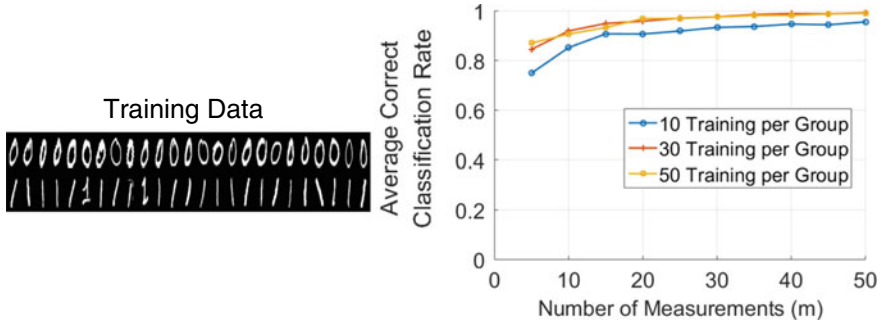 Training Data
Average Correct
Classification Rate
1
0.8
0.6
0.4
0.2
0
10 Training per Group
30 Training per Group
50 Training per Group
0 10 20 30 40 50
Number of Measurements (m)